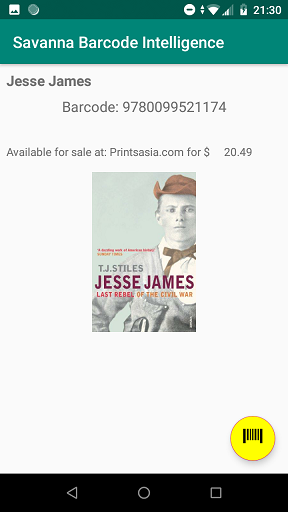 21:30
Savanna Barcode Intelligence
Jesse James
Barcode: 9780099521174
Available for sale at: Printsasia.com for $ 20.49
'A dazzling work of American history'
SUNDAY TIMES
T.J. STILES
JESSE JAMES
LAST REBEL OF THE CIVIL WAR